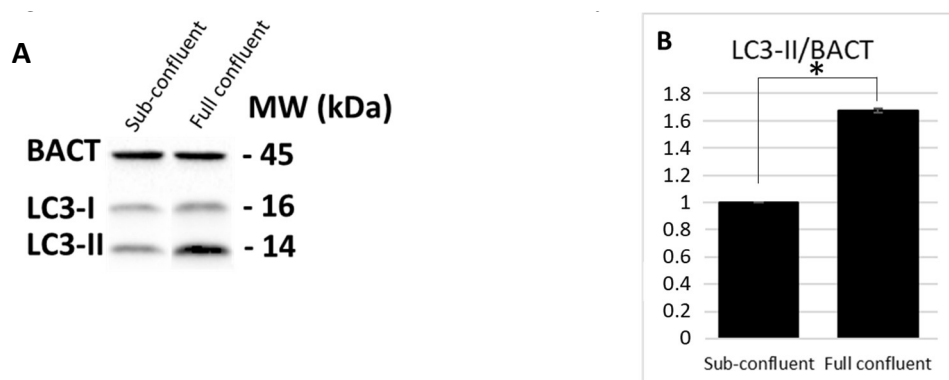 A
Sub-confluent
Full confluent
MW (kDa)
BACT
- 45
LC3-I
- 16
LC3-II
- 14
B
LC3-II/BACT
*
1.8
1.6
1.4
1.2
1
0.8
0.6
0.4
0.2
0
Sub-confluent Full confluent